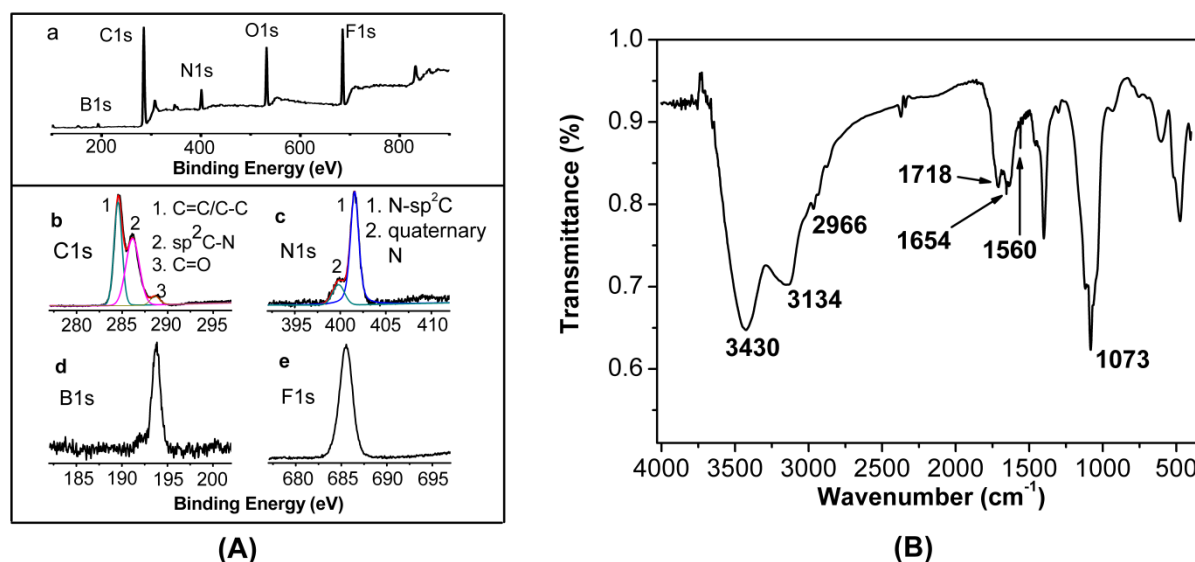 a
C1s
O1s
F1s
N1s
B1s
200 400 600 800
Binding Energy (eV)
b
C1s
1
2
3
1. C=C/C-C
2. sp²C-N
3. C=O
280 285 290 295
c
N1s
1
2
1. N-sp²C
2. quaternary
N
395 400 405 410
d
B1s
185 190 195 200
e
F1s
680 685 690 695
Binding Energy (eV)
(A)
Transmittance (%)
1.0
0.9
0.8
0.7
0.6
3430
3134
2966
1718
1654
1560
1073
4000 3500 3000 2500 2000 1500 1000 500
Wavenumber (cm⁻¹)
(B)